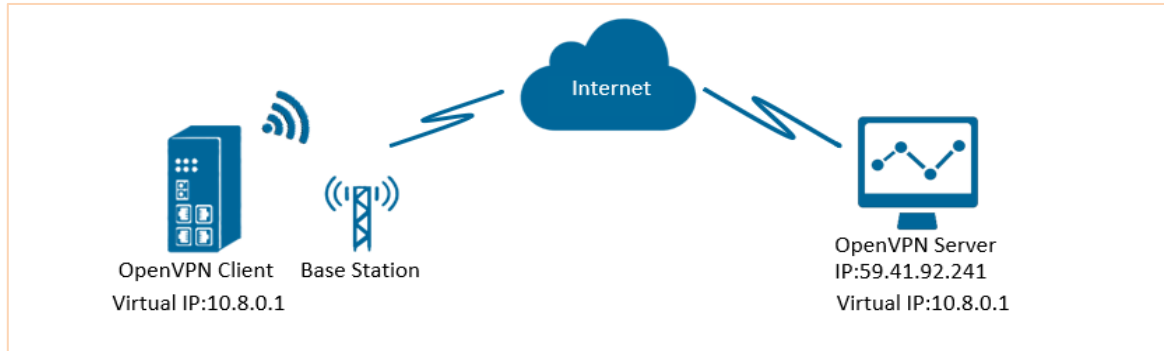 Internet
OpenVPN Client
Virtual IP:10.8.0.1
Base Station
OpenVPN Server
IP:59.41.92.241
Virtual IP:10.8.0.1